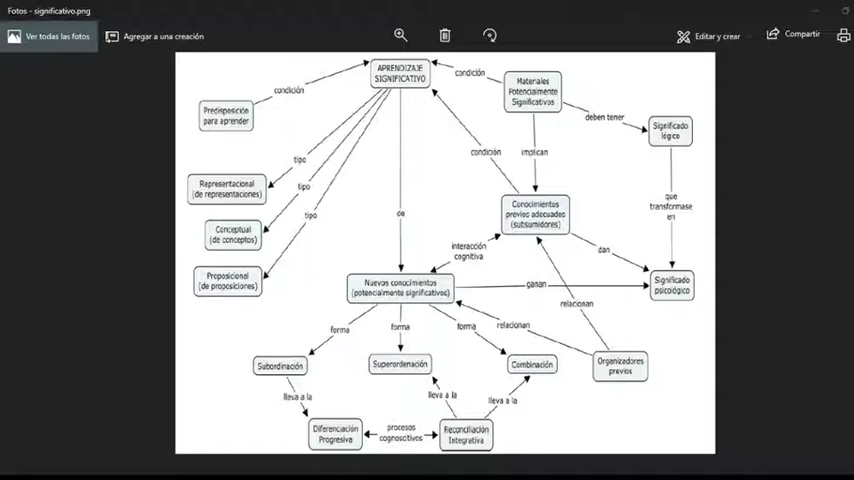 Fotos - significativo.png
Ver todas las fotos
Agregar a una creación
Editar y crear
Compartir
APRENDIZAJE
SIGNIFICATIVO
condición
condición
Materiales
Potencialmente
Significativos
Predisposición
para aprender
deben tener
Significado
lógico
condición
implican
tipo
Representacional
(de representaciones)
tipo
tipo
que
transformase
en
Conocimientos
previos adecuados
(subsumidores)
de
Conceptual
(de conceptos)
interacción
cognitiva
dan
Proposicional
(de proposiciones)
Nuevos conocimientos
(potencialmente significativos)
ganan
Significado
psicológico
relacionan
forma
forma
forma
relacionan
Subordinación
Superordenación
Combinación
Organizadores
previos
lleva a la
lleva a la
lleva a la
Diferenciación
Progresiva
procesos
cognoscitivos
Reconciliación
Integrativa